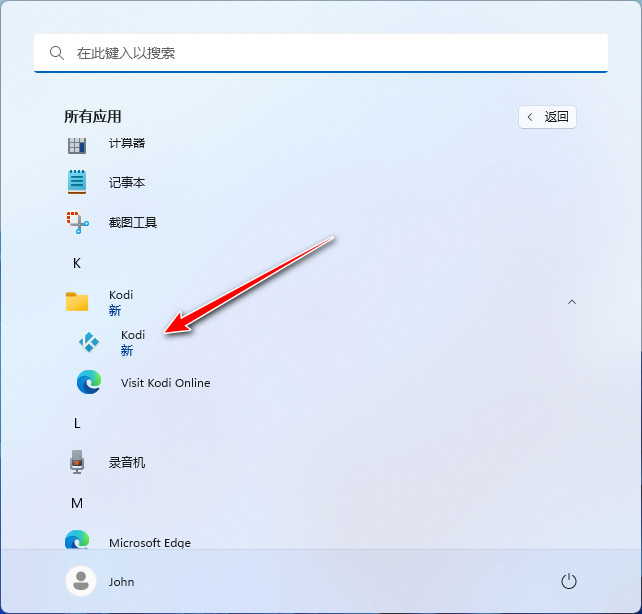 在此键入以搜索
所有应用
返回
计算器
记事本
截图工具
K
Kodi
新
Kodi
新
Visit Kodi Online
L
录音机
M
Microsoft Edge
John